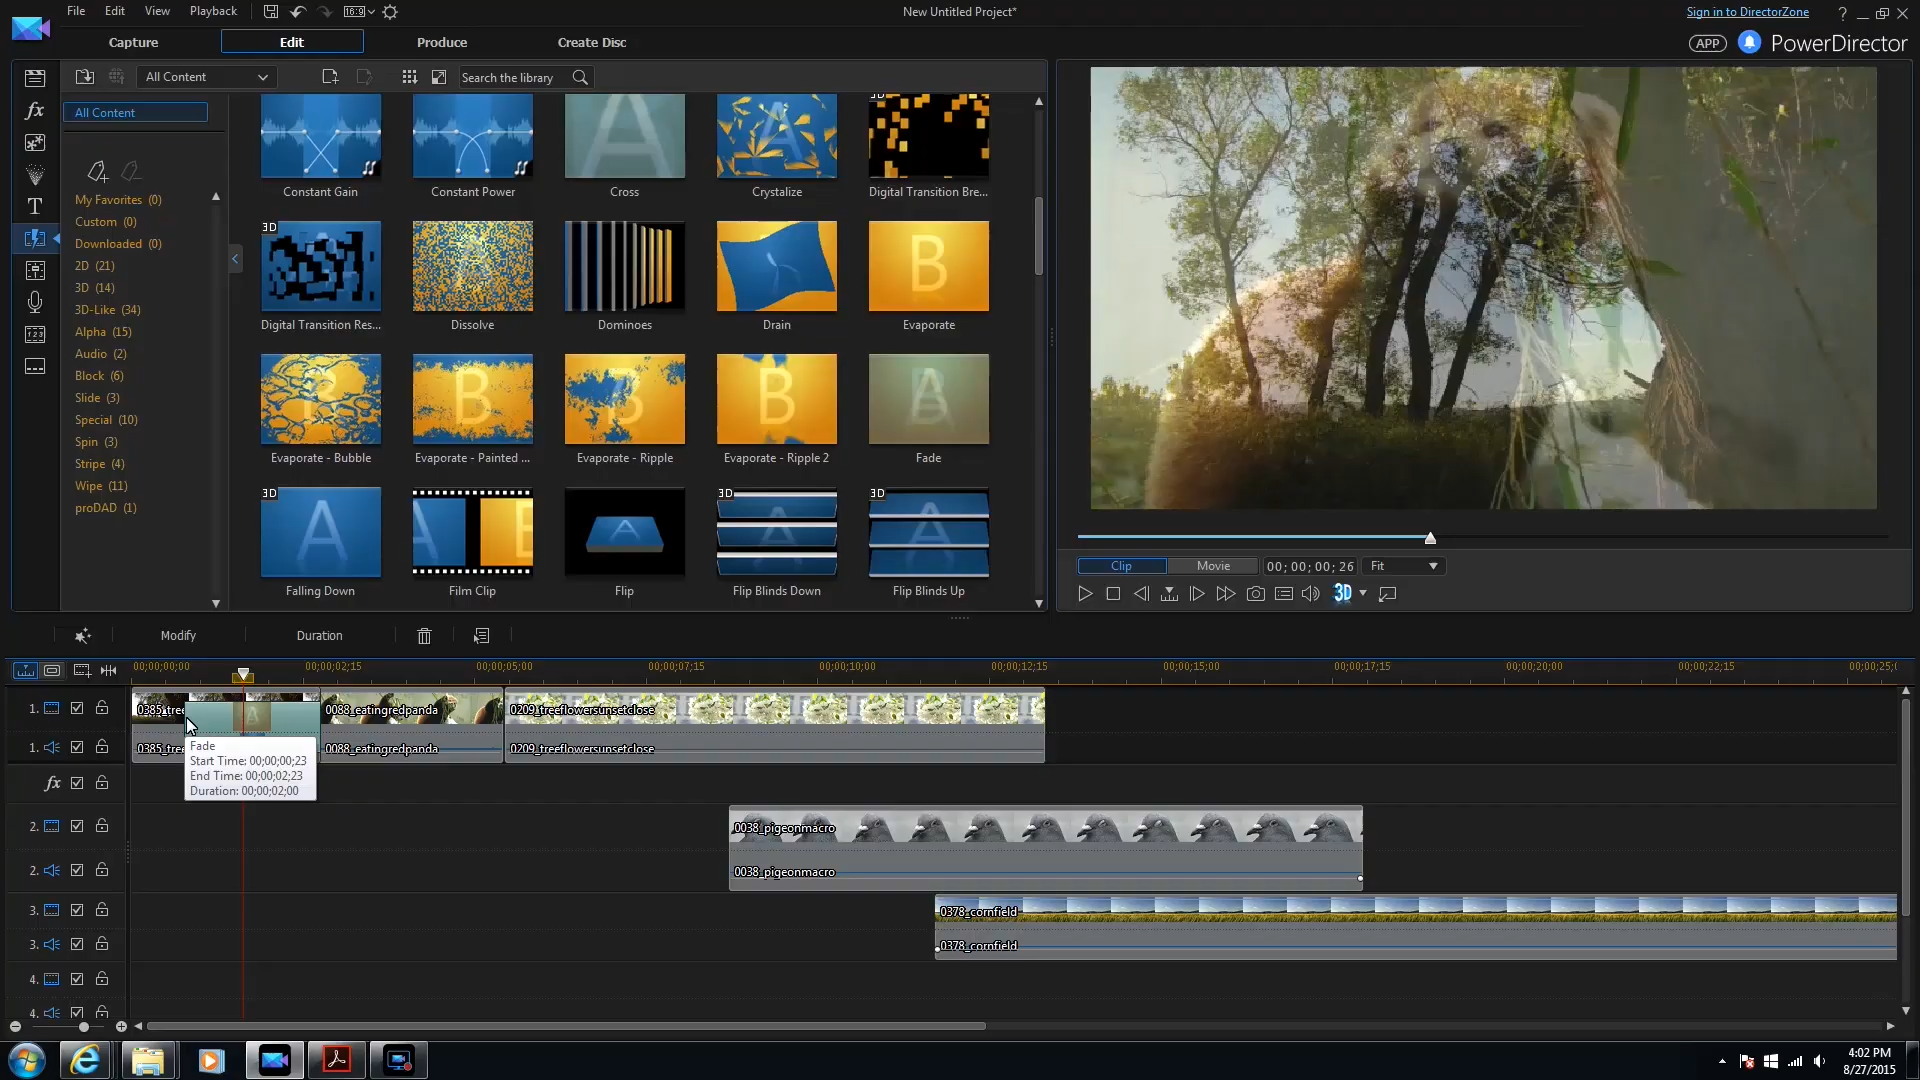 File Edit View Playback
16:9
New Untitled Project*
Sign in to DirectorZone
?
Capture Edit Produce Create Disc
APP PowerDirector
All Content
Search the library
All Content
My Favorites (0)
Custom (0)
Downloaded (0)
2D (21)
3D (14)
3D-Like (34)
Alpha (15)
Audio (2)
Block (6)
Slide (3)
Special (10)
Spin (3)
Stripe (4)
Wipe (11)
proDAD (1)
fx
T
Constant Gain Constant Power Cross Crystalize Digital Transition Bre...
3D
Digital Transition Res... Dissolve Dominoes Drain Evaporate
Evaporate - Bubble Evaporate - Painted ... Evaporate - Ripple Evaporate - Ripple 2 Fade
3D 3D 3D
Falling Down Film Clip Flip Flip Blinds Down Flip Blinds Up
Clip Movie 00; 00; 00; 26 Fit
3D
Modify Duration
00;00;00;00 00;00;02;15 00;00;05;00 00;00;07;15 00;00;10;00 00;00;12;15 00;00;15;00 00;00;17;15 00;00;20;00 00;00;22;15
1. 0385_tree 0088_eatingredpanda 0209_treeflowersunsetclose
1. 0385_tree 0088_eatingredpanda 0209_treeflowersunsetclose
Fade
Start Time: 00;00;00;23
End Time: 00;00;02;23
Duration: 00;00;02;00
fx
2. 0038_pigeonmacro
2. 0038_pigeonmacro
3. 0378_cornfield
3. 0378_cornfield
4.
4.
4:02 PM
8/27/2015